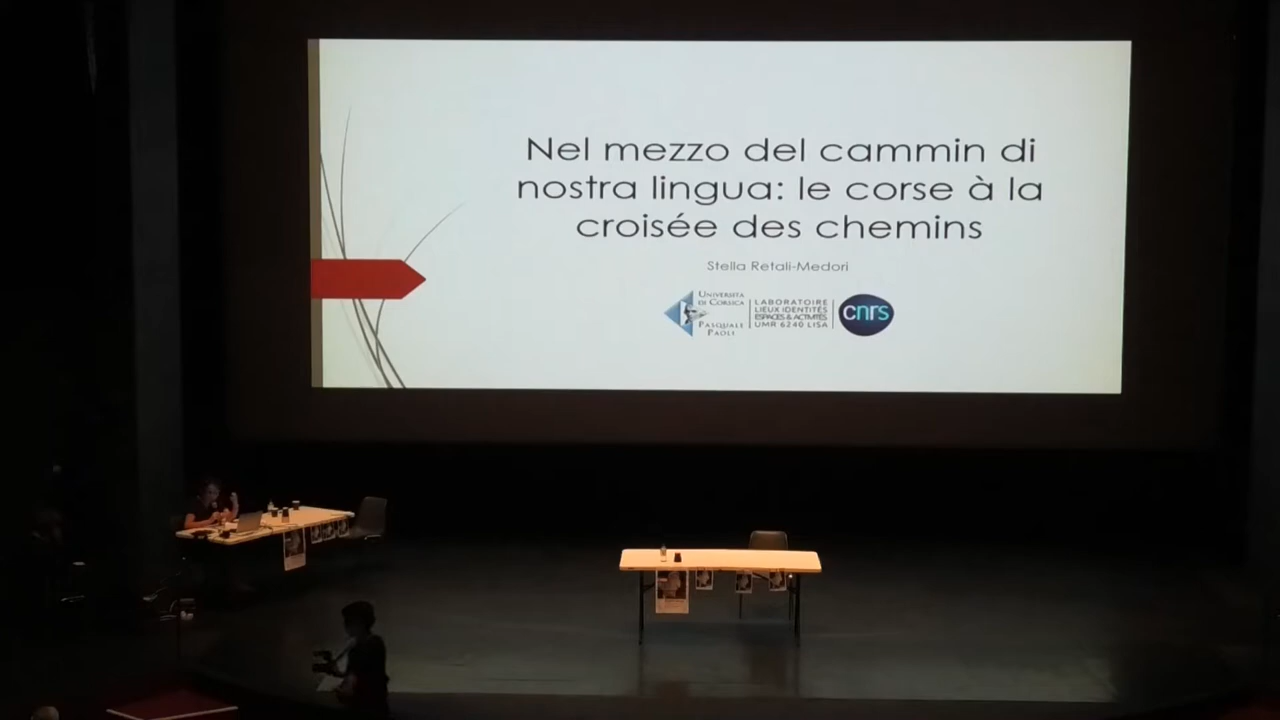 Nel mezzo del cammin di
nostra lingua: le corse à la
croisée des chemins
Stella Retali-Medori
UNIVERSITÀ
DI CORSICA
PASQUALE
PAOLI
LABORATOIRE
LIEUX IDENTITÉS
ESPACES & ACTIVITÉS
UMR 6240 LISA
cnrs